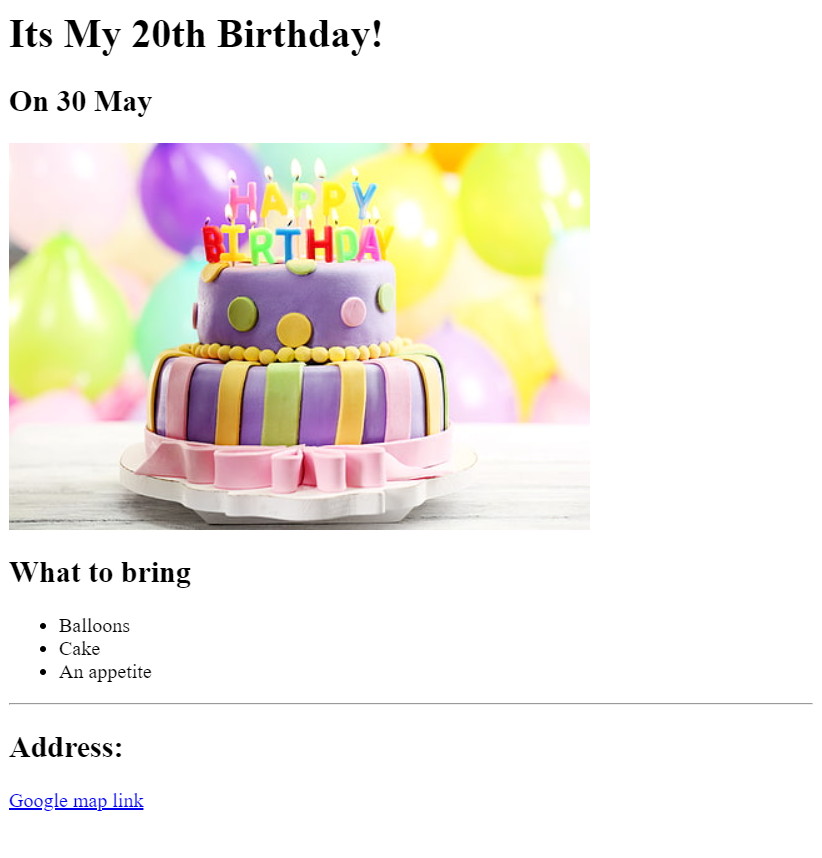 Its My 20th Birthday!
On 30 May
HAPPY
BIRTHDAY
What to bring
Balloons
Cake
An appetite
Address:
Google map link